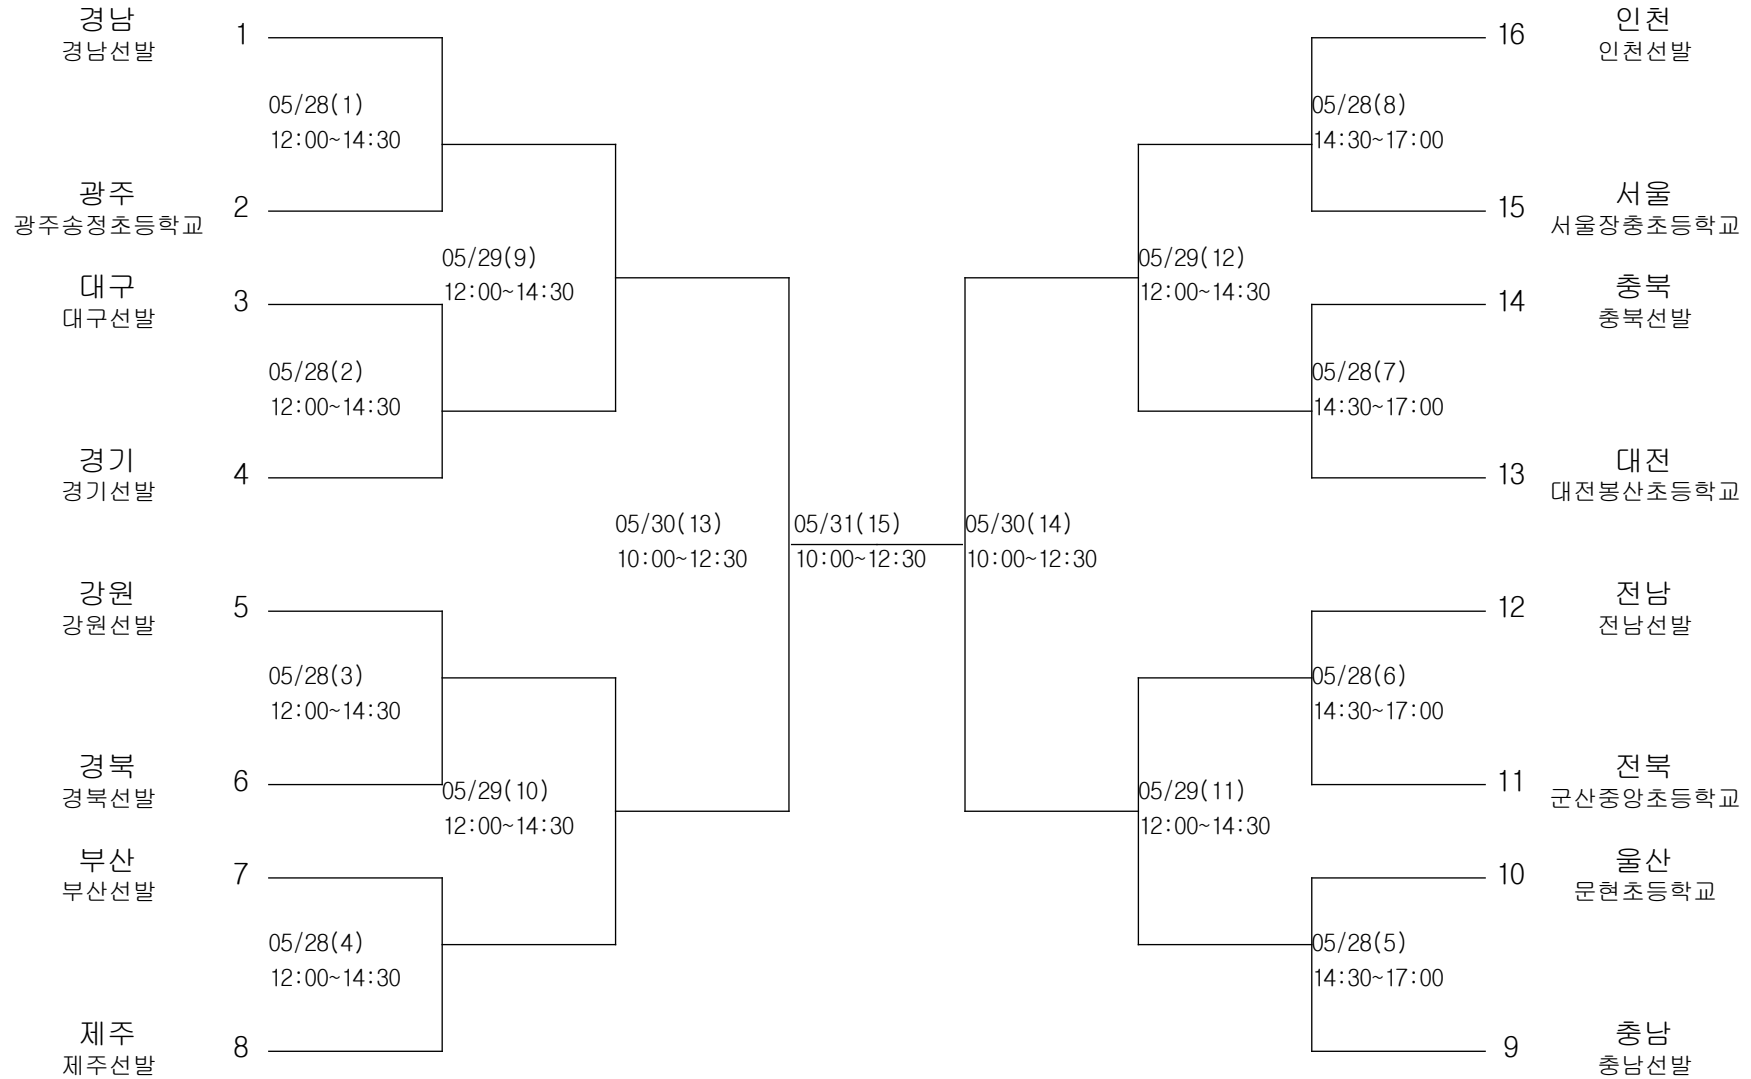 경남
경남선발
1
05/28(1)
12:00~14:30
광주
광주송정초등학교
2
05/29(9)
12:00~14:30
대구
대구선발
3
05/28(2)
12:00~14:30
경기
경기선발
4
05/30(13)
10:00~12:30
강원
강원선발
5
05/28(3)
12:00~14:30
경북
경북선발
6
05/29(10)
12:00~14:30
부산
부산선발
7
05/28(4)
12:00~14:30
제주
제주선발
8
05/31(15)
10:00~12:30
16
인천
인천선발
05/28(8)
14:30~17:00
15
서울
서울장충초등학교
05/29(12)
12:00~14:30
14
충북
충북선발
05/28(7)
14:30~17:00
13
대전
대전봉산초등학교
05/30(14)
10:00~12:30
12
전남
전남선발
05/28(6)
14:30~17:00
11
전북
군산중앙초등학교
05/29(11)
12:00~14:30
10
울산
문현초등학교
05/28(5)
14:30~17:00
9
충남
충남선발